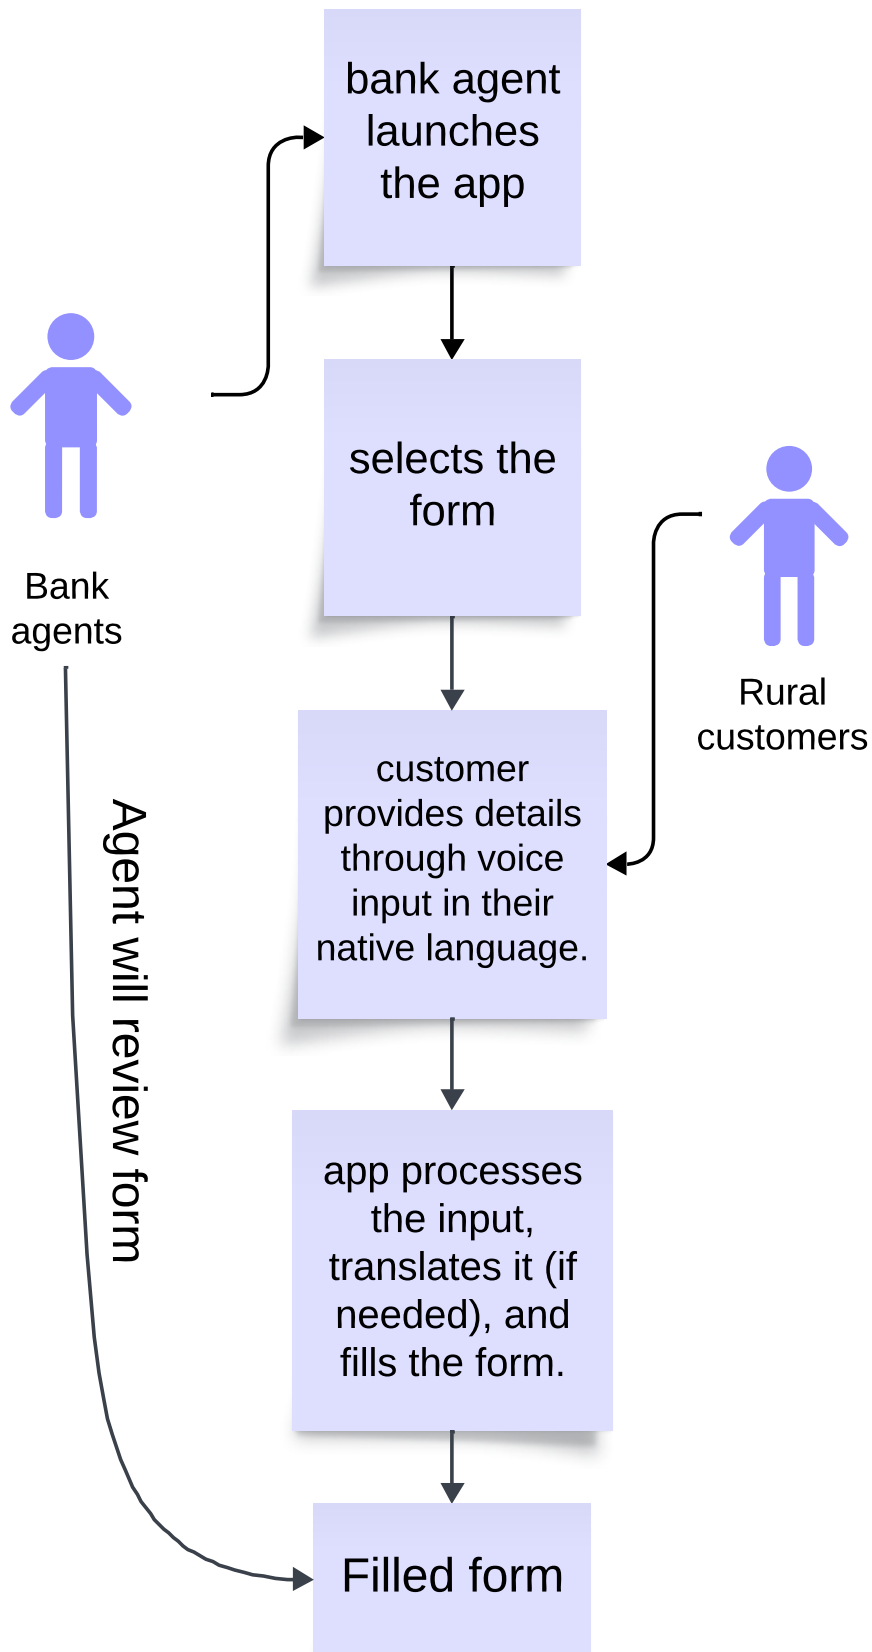 bank agent
launches
the app
selects the
form
Bank
agents
Rural
customers
customer
provides details
through voice
input in their
native language.
Agent will review form
app processes
the input,
translates it (if
needed), and
fills the form.
Filled form